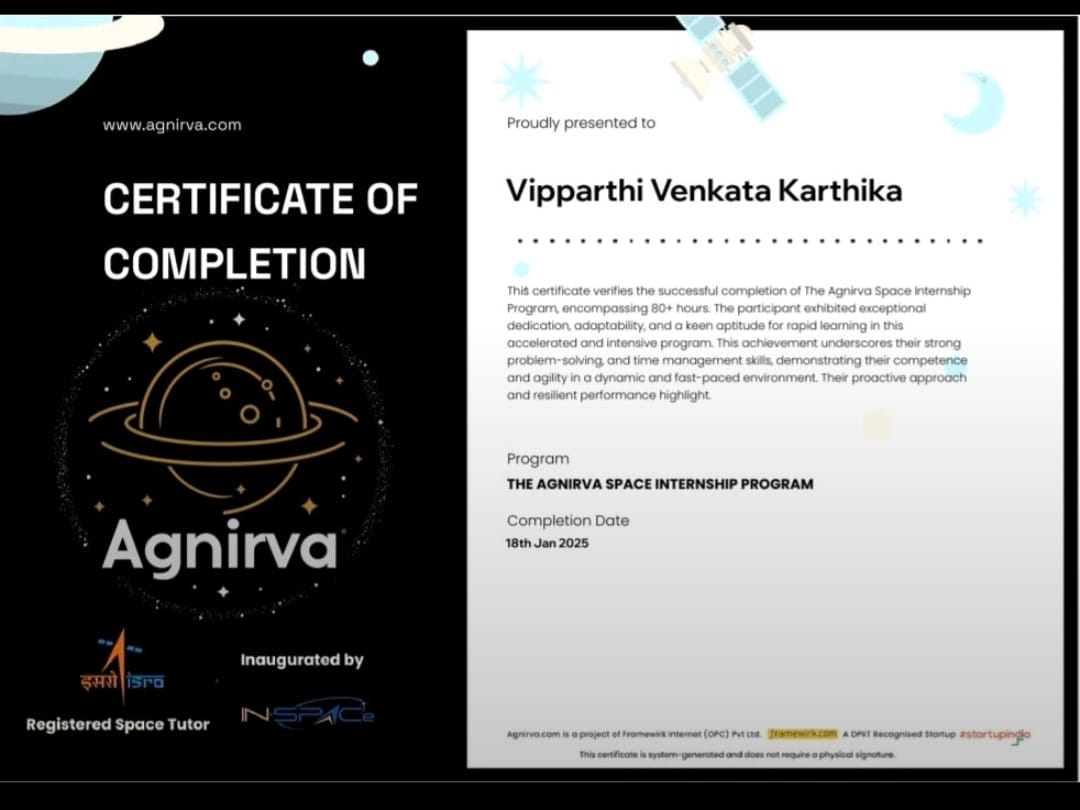 www.agnirva.com
CERTIFICATE OF
COMPLETION
Agnirva
इसरो isro
Registered Space Tutor
Inaugurated by
IN-SPACe
Proudly presented to
Vipparthi Venkata Karthika
This certificate verifies the successful completion of The Agnirva Space Internship
Program, encompassing 80+ hours. The participant exhibited exceptional
dedication, adaptability, and a keen aptitude for rapid learning in this
accelerated and intensive program. This achievement underscores their strong
problem-solving, and time management skills, demonstrating their competence
and agility in a dynamic and fast-paced environment. Their proactive approach
and resilient performance highlight.
Program
THE AGNIRVA SPACE INTERNSHIP PROGRAM
Completion Date
18th Jan 2025
Agnirva.com is a project of Framewirk Internet (OPC) Pvt Ltd. framewirk.com A DPIIT Recognised Startup #startupindia
This certificate is system-generated and does not require a physical signature.